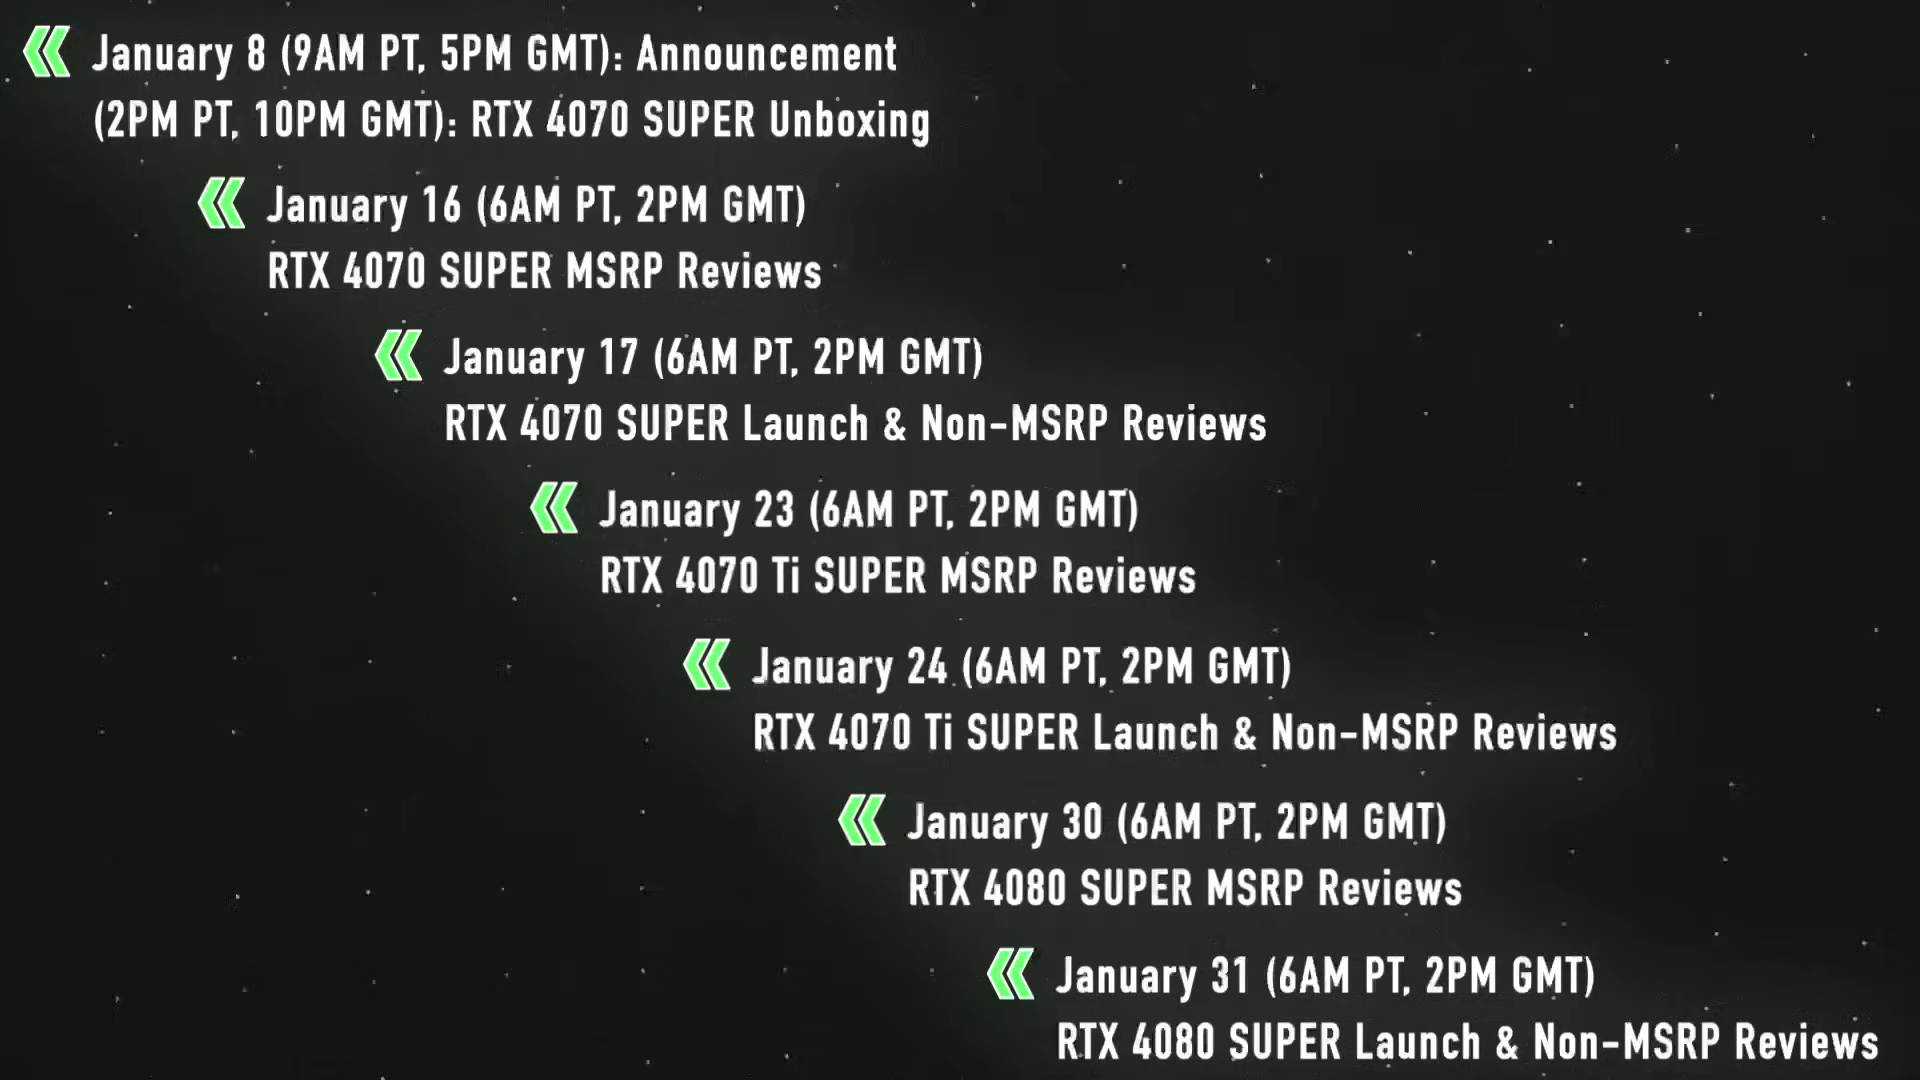 January 8 (9AM PT, 5PM GMT): Announcement
(2PM PT, 10PM GMT): RTX 4070 SUPER Unboxing
January 16 (6AM PT, 2PM GMT)
RTX 4070 SUPER MSRP Reviews
January 17 (6AM PT, 2PM GMT)
RTX 4070 SUPER Launch & Non-MSRP Reviews
January 23 (6AM PT, 2PM GMT)
RTX 4070 Ti SUPER MSRP Reviews
January 24 (6AM PT, 2PM GMT)
RTX 4070 Ti SUPER Launch & Non-MSRP Reviews
January 30 (6AM PT, 2PM GMT)
RTX 4080 SUPER MSRP Reviews
January 31 (6AM PT, 2PM GMT)
RTX 4080 SUPER Launch & Non-MSRP Reviews